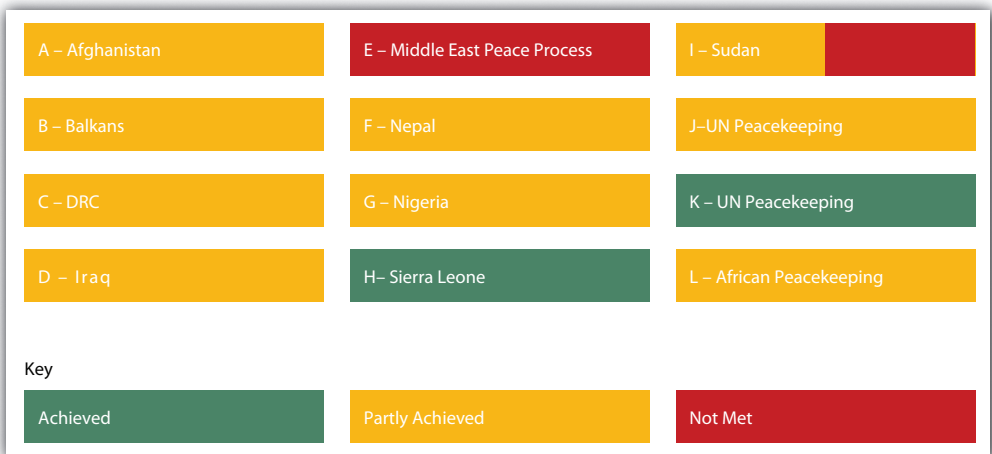 A – Afghanistan
E – Middle East Peace Process
I – Sudan
B – Balkans
F – Nepal
J–UN Peacekeeping
C – DRC
G – Nigeria
K – UN Peacekeeping
D – Iraq
H– Sierra Leone
L – African Peacekeeping
Key
Achieved
Partly Achieved
Not Met